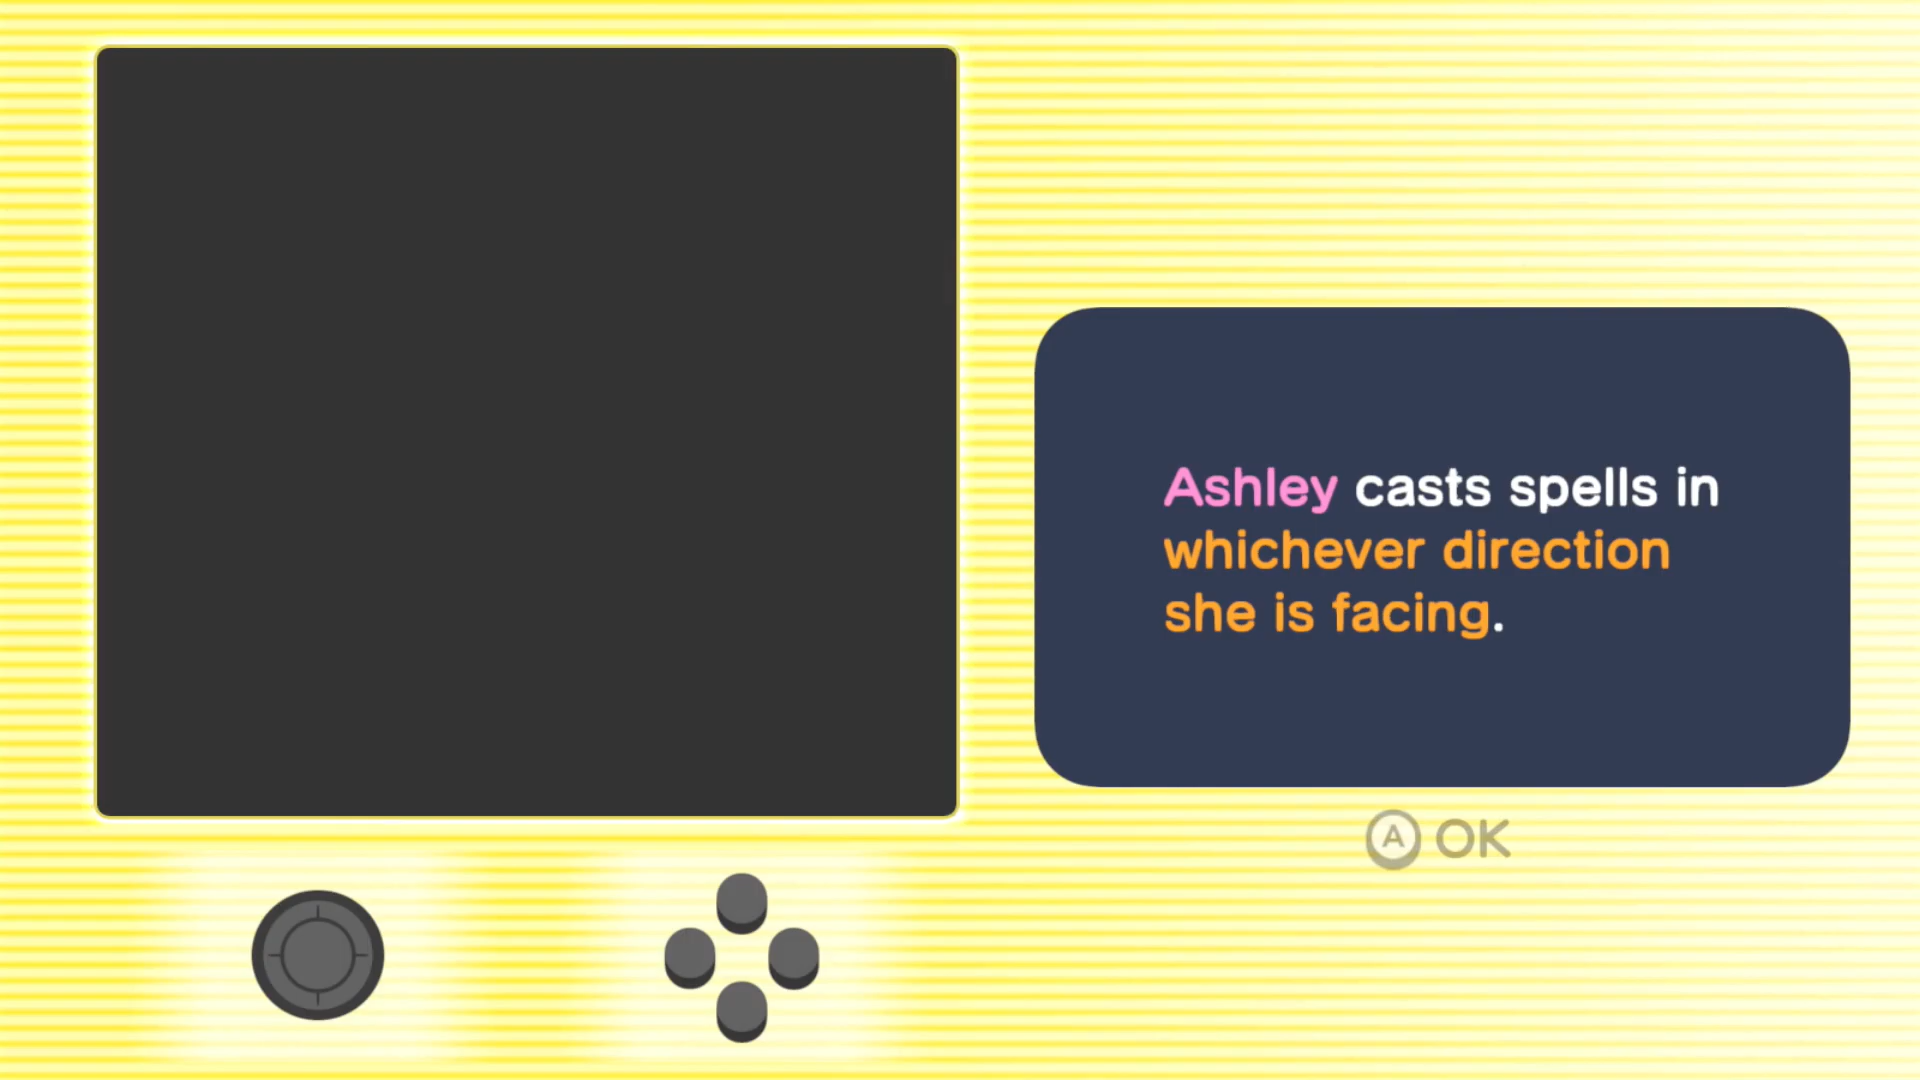 Ashley casts spells in
whichever direction
she is facing.
A OK